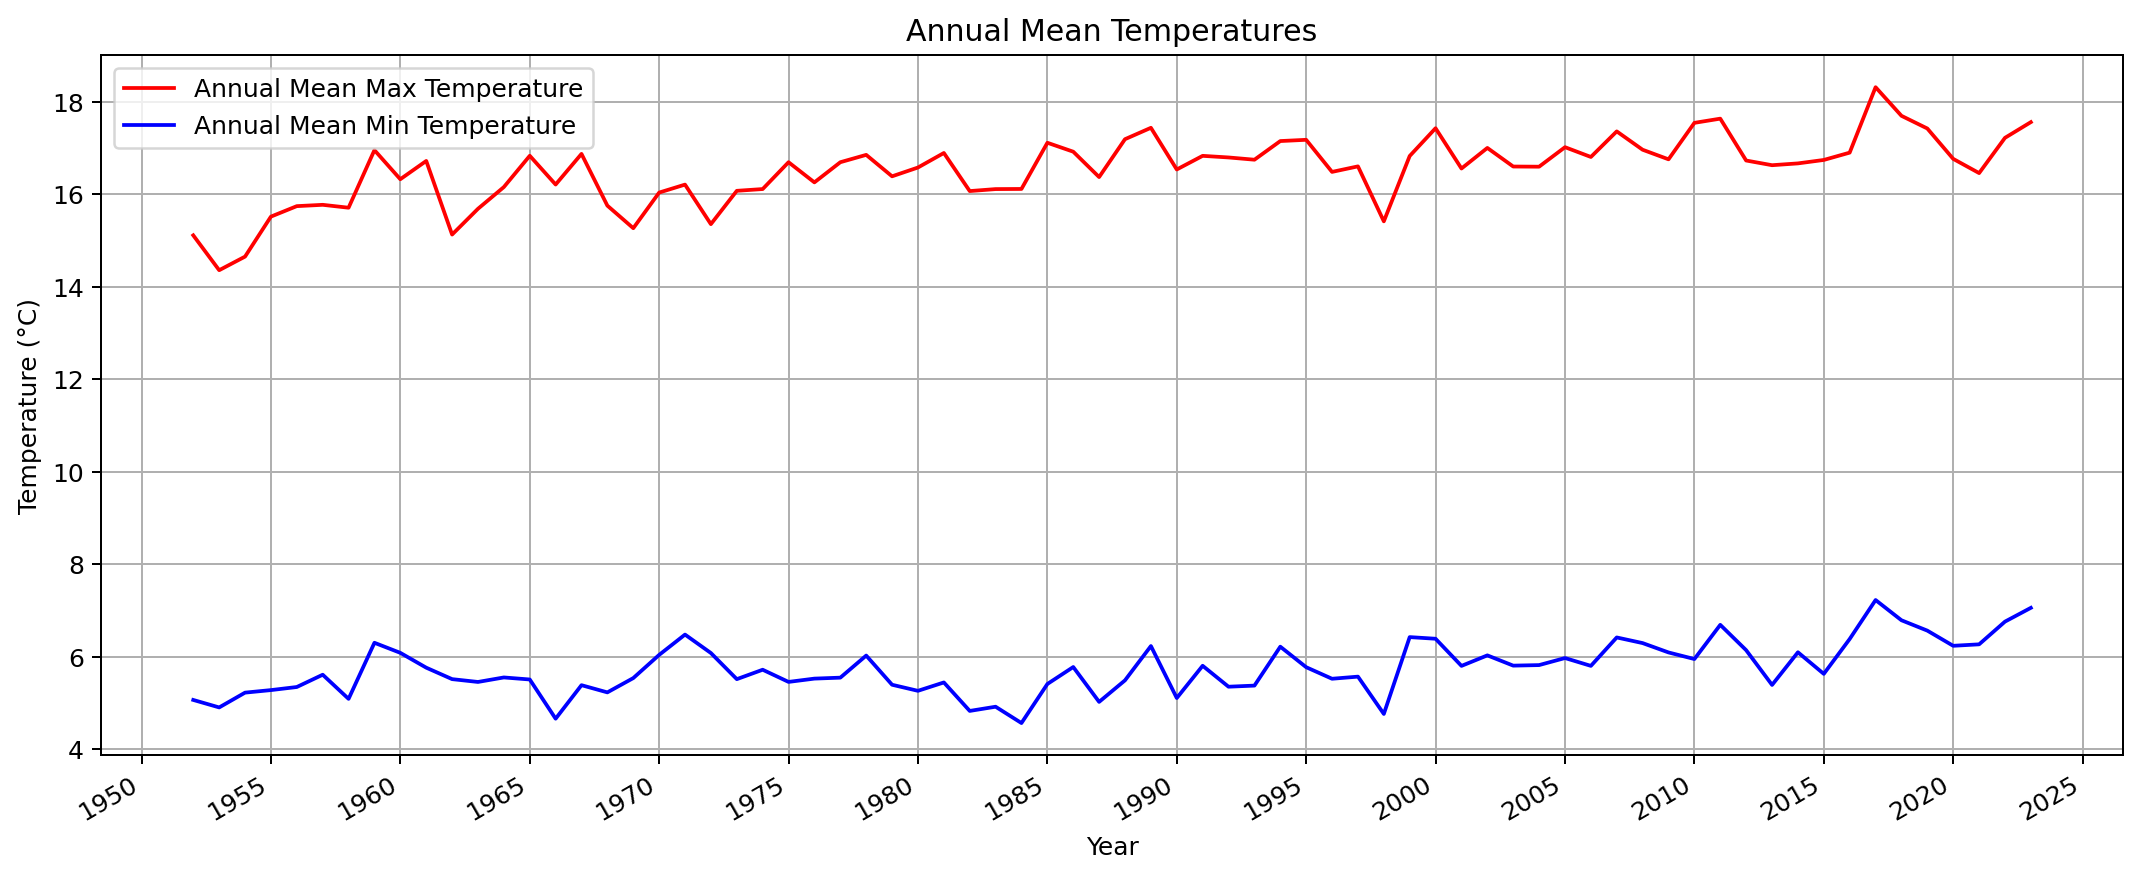 Annual Mean Temperatures
Annual Mean Max Temperature
Annual Mean Min Temperature
18
16
14
12
10
8
6
4
Temperature (°C)
1950 1955 1960 1965 1970 1975 1980 1985 1990 1995 2000 2005 2010 2015 2020 2025
Year